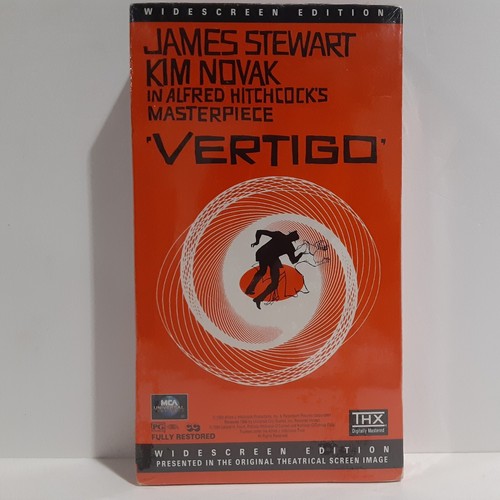 WIDESCREEN EDITION
JAMES STEWART
KIM NOVAK
IN ALFRED HITCHCOCK'S
MASTERPIECE
"VERTIGO"
MCA
UNIVERSAL
PG
THX
Digitally Mastered
FULLY RESTORED
WIDESCREEN EDITION
PRESENTED IN THE ORIGINAL THEATRICAL SCREEN IMAGE